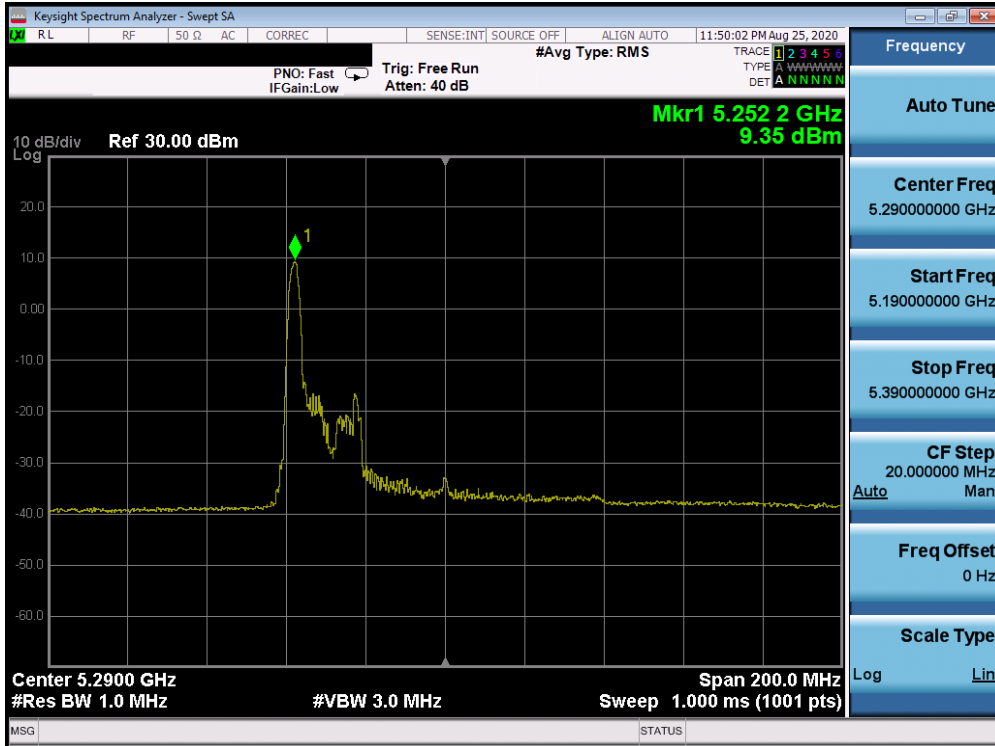 Keysight Spectrum Analyzer - Swept SA
LXI RL RF 50 Ω AC CORREC SENSE:INT SOURCE OFF ALIGN AUTO 11:50:02 PM Aug 25, 2020
#Avg Type: RMS
TRACE 1 2 3 4 5 6
PNO: Fast Trig: Free Run
TYPE A WWWWW
IFGain:Low Atten: 40 dB
DET A N N N N N
Mkr1 5.252 2 GHz
9.35 dBm
10 dB/div Ref 30.00 dBm
Log
20.0
1
10.0
0.00
-10.0
-20.0
-30.0
-40.0
-50.0
-60.0
Center 5.2900 GHz Span 200.0 MHz
#Res BW 1.0 MHz #VBW 3.0 MHz Sweep 1.000 ms (1001 pts)
MSG STATUS
Frequency
Auto Tune
Center Freq
5.290000000 GHz
Start Freq
5.190000000 GHz
Stop Freq
5.390000000 GHz
CF Step
20.000000 MHz
Auto Man
Freq Offset
0 Hz
Scale Type
Log Lin